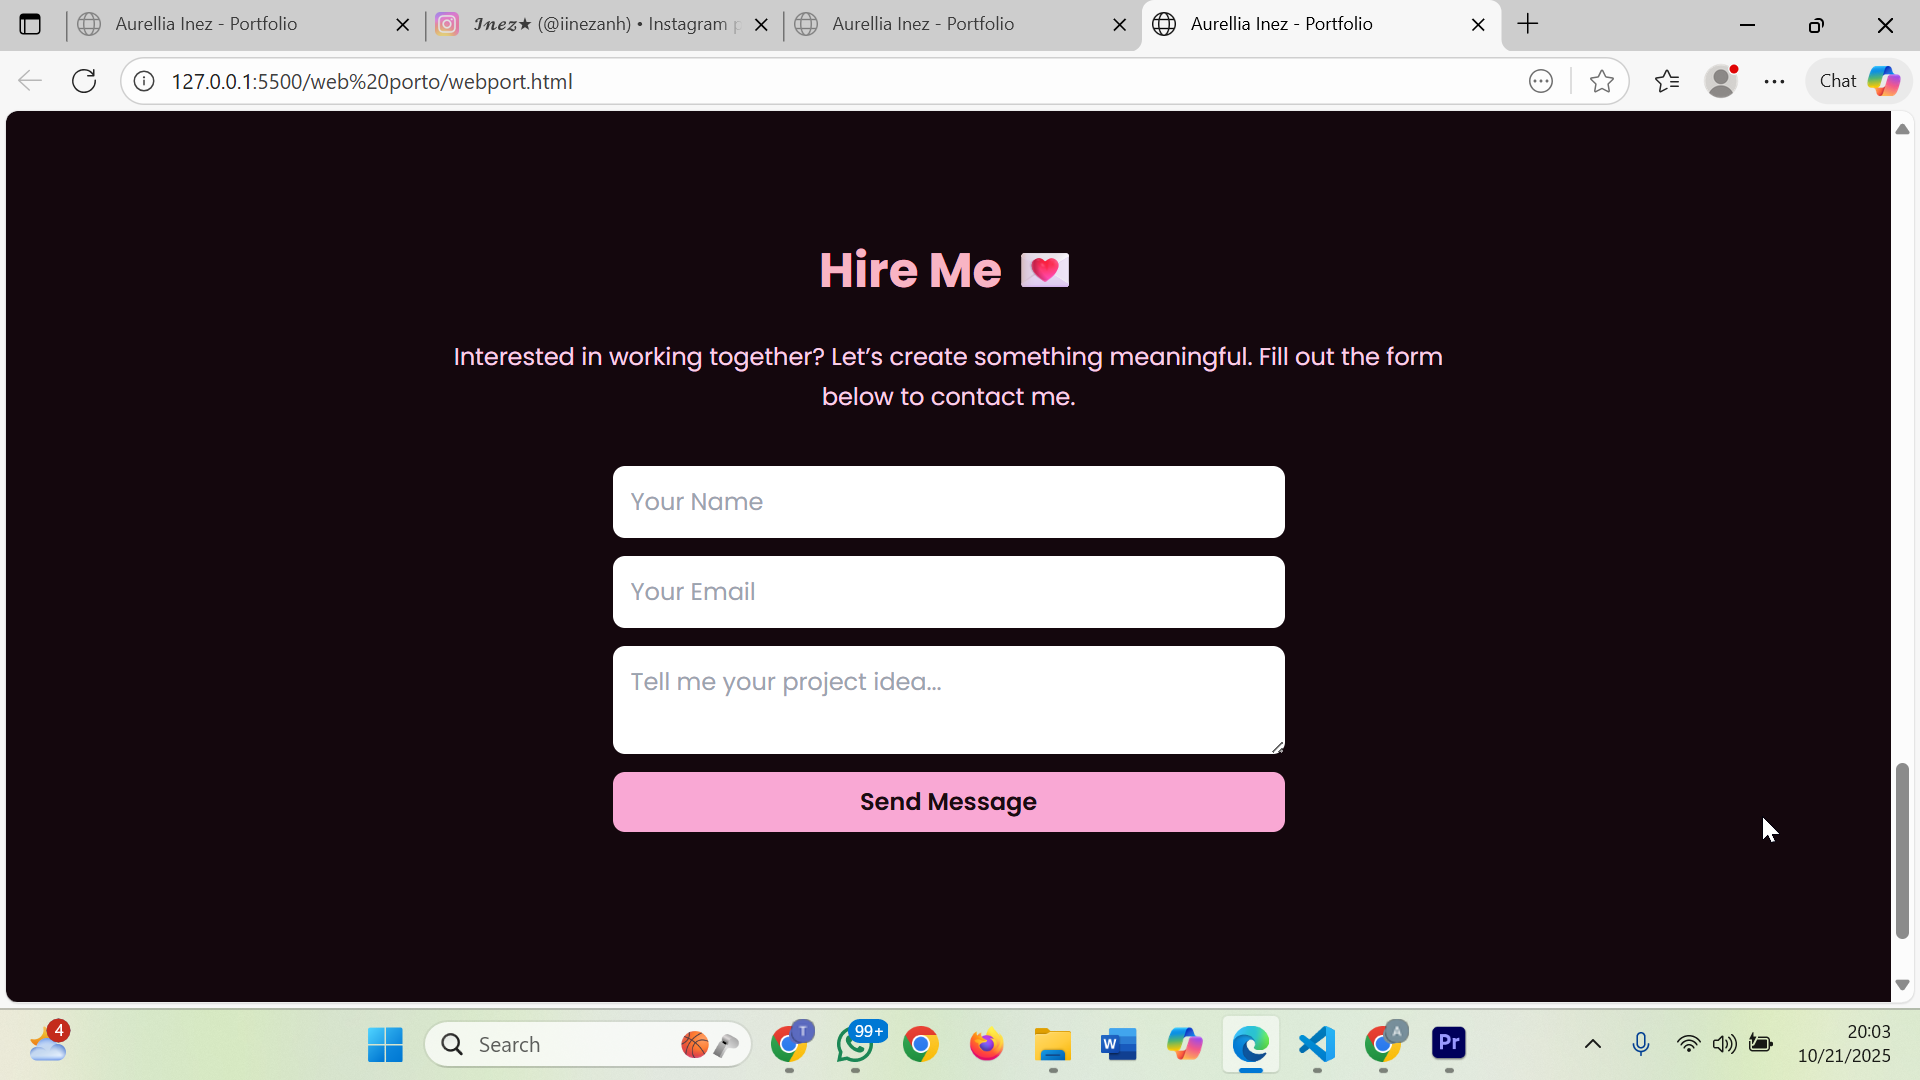 Aurellia Inez - Portfolio
𝑰𝒏𝒆𝒛★ (@iinezanh) • Instagram
Aurellia Inez - Portfolio
Aurellia Inez - Portfolio
127.0.0.1:5500/web%20porto/webport.html
Chat
Hire Me 💌
Interested in working together? Let’s create something meaningful. Fill out the form
below to contact me.
Your Name
Your Email
Tell me your project idea...
Send Message
4
Search
T
99+
W
A
Pr
20:03
10/21/2025